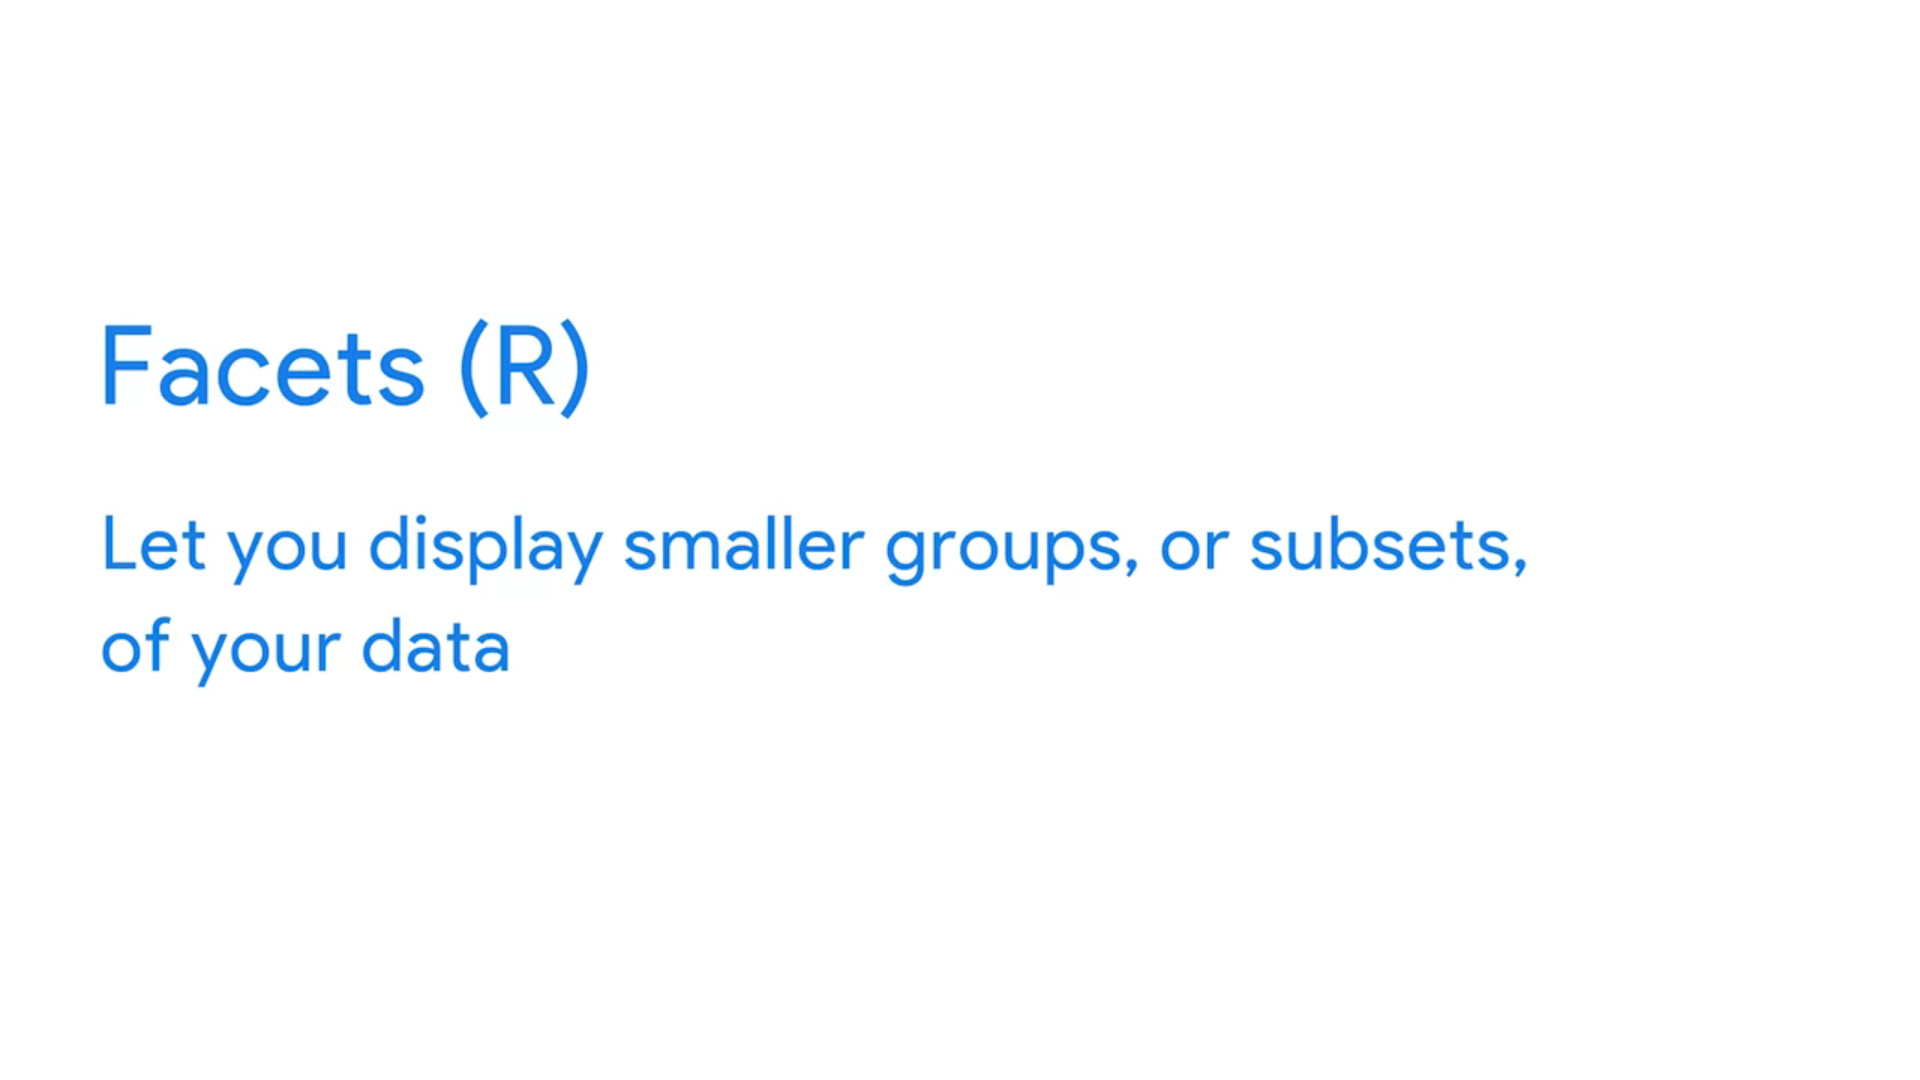 Facets (R)
Let you display smaller groups, or subsets,
of your data